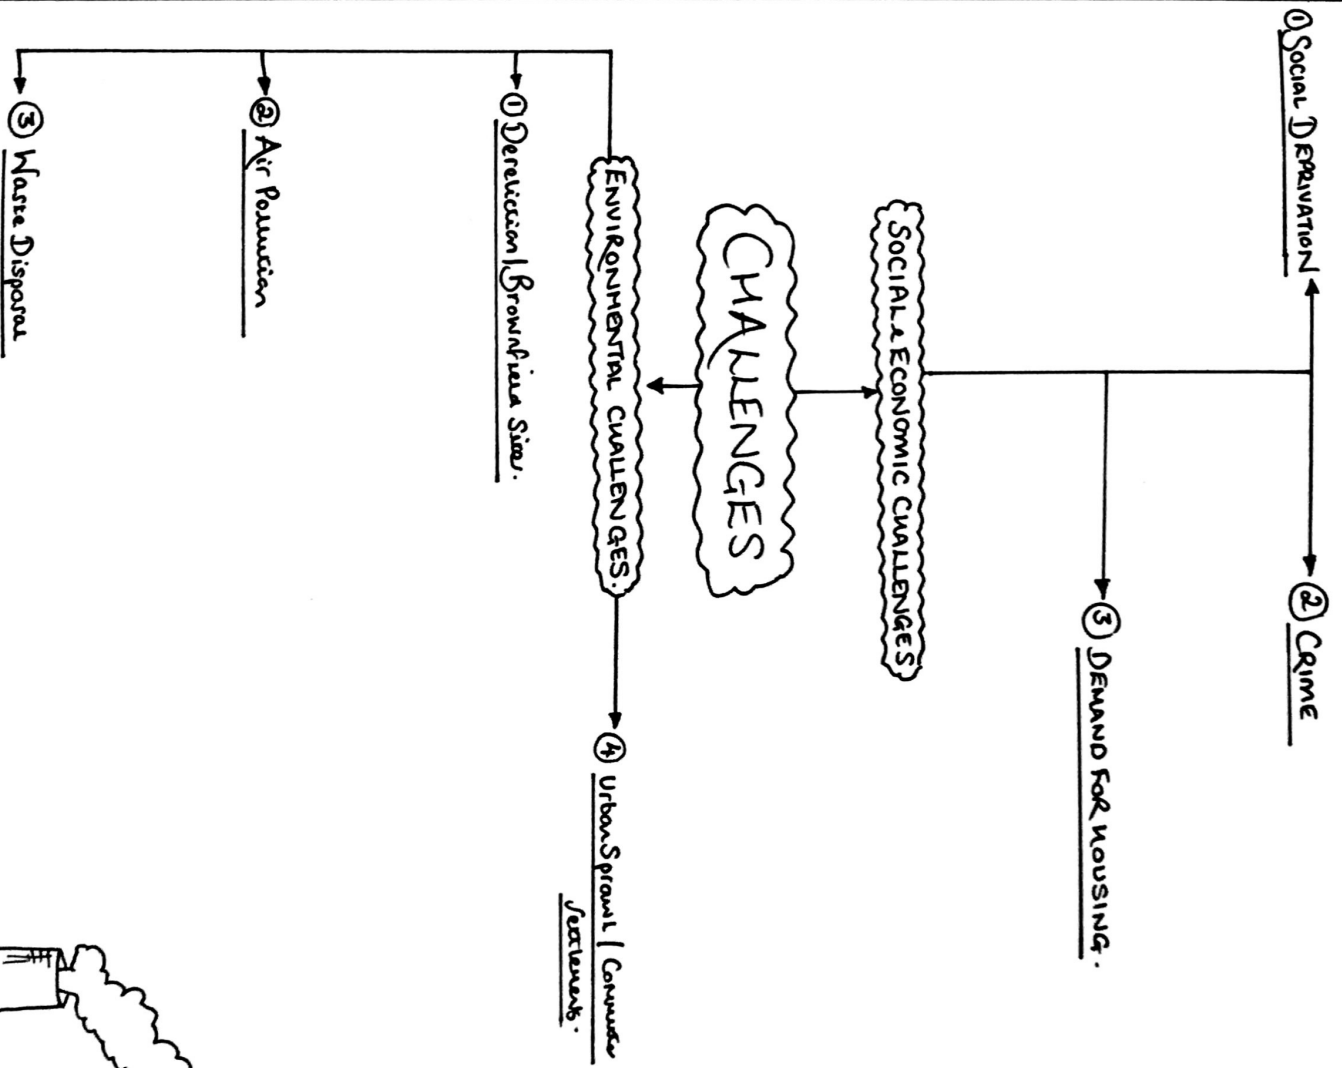 ① SOCIAL DEPRIVATION
② CRIME
③ DEMAND FOR HOUSING.
SOCIAL & ECONOMIC CHALLENGES
CHALLENGES
ENVIRONMENTAL CHALLENGES.
① Dereliction/Brownfield Sites.
② Air Pollution
③ Waste Disposal
④ Urban Sprawl / Commuter
Settlements.